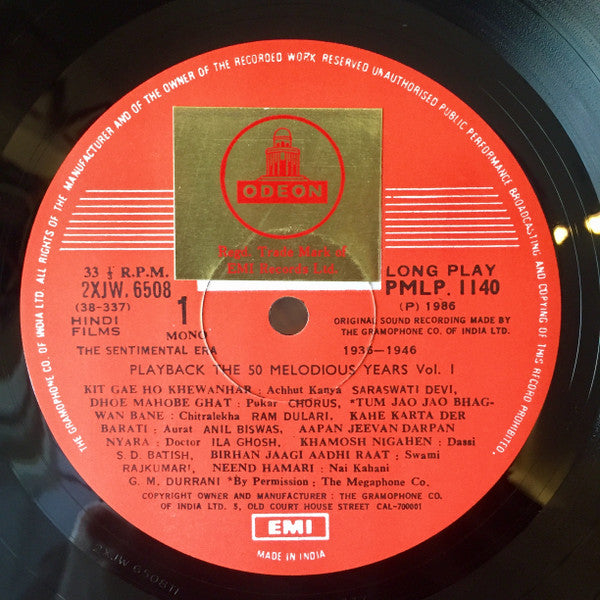 THE GRAMOPHONE CO. OF INDIA LTD ALL RIGHTS OF THE MANUFACTURER AND OF THE OWNER OF THE RECORDED WORK RESERVED UNAUTHORISED PUBLIC PERFORMANCE BROADCASTING AND COPYING OF THIS RECORD PROHIBITED.
ODEON
Regd. Trade Mark of
EMI Records Ltd.
33 ⅓ R.P.M.
2XJW. 6508
(38-337)
HINDI
FILMS
1
MONO
LONG PLAY
PMLP. 1140
(P) 1986
ORIGINAL SOUND RECORDING MADE BY
THE GRAMOPHONE CO. OF INDIA LTD.
THE SENTIMENTAL ERA 1936—1946
PLAYBACK THE 50 MELODIOUS YEARS Vol. I
KIT GAE HO KHEWANHAR : Achhut Kanya SARASWATI DEVI,
DHOE MAHOBE GHAT : Pukar CHORUS, *TUM JAO JAO BHAG-
WAN BANE : Chitralekha RAM DULARI. KAHE KARTA DER
BARATI : Aurat ANIL BISWAS, AAPAN JEEVAN DARPAN
NYARA : Doctor ILA GHOSH, KHAMOSH NIGAHEN : Dassi
S. D. BATISH, BIRHAN JAAGI AADHI RAAT : Swami
RAJKUMARI, NEEND HAMARI : Nai Kahani
G. M. DURRANI *By Permission : The Megaphone Co.
COPYRIGHT OWNER AND MANUFACTURER : THE GRAMOPHONE CO.
OF INDIA LTD. 5, OLD COURT HOUSE STREET CAL-700001
EMI
MADE IN INDIA